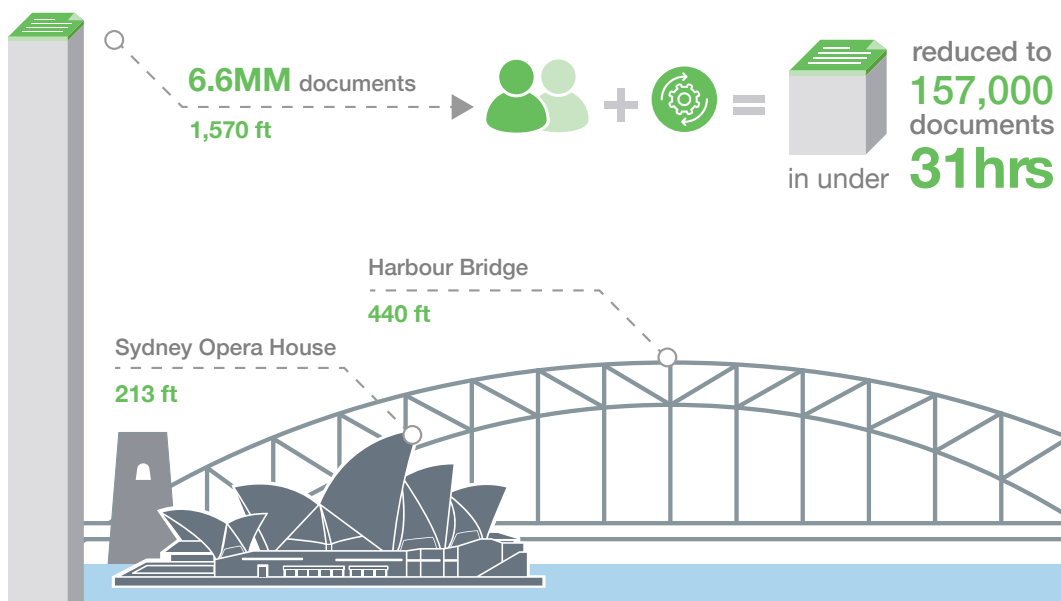 6.6MM documents
1,570 ft
reduced to
157,000
documents
in under 31hrs
Harbour Bridge
440 ft
Sydney Opera House
213 ft